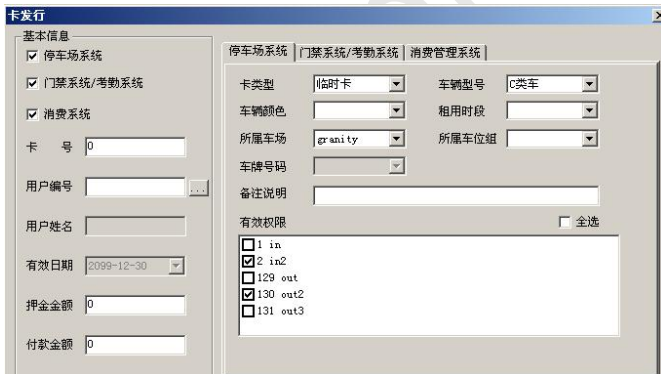 卡发行
基本信息
停车场系统
门禁系统/考勤系统
消费系统
卡 号 0
用户编号 ...
用户姓名
有效日期 2099-12-30
押金金额 0
付款金额 0
停车场系统 门禁系统/考勤系统 消费管理系统
卡类型 临时卡 车辆型号 C类车
车辆颜色 租用时段
所属车场 granity 所属车位组
车牌号码
备注说明
有效权限 全选
1 in
2 in2
129 out
130 out2
131 out3